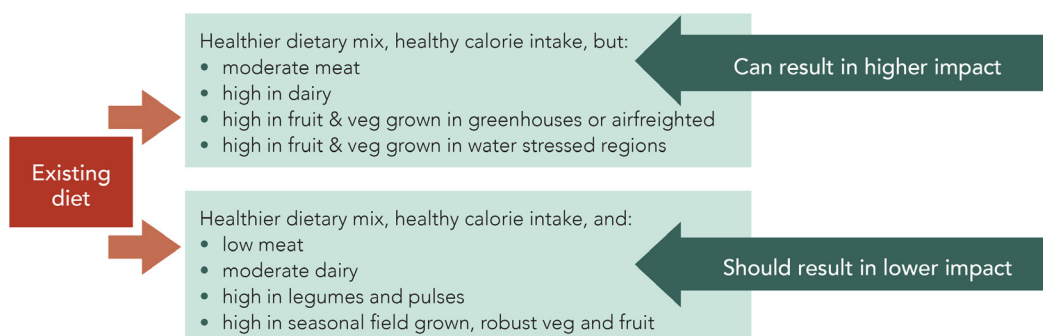 Healthier dietary mix, healthy calorie intake, but:
• moderate meat
• high in dairy
• high in fruit & veg grown in greenhouses or airfreighted
• high in fruit & veg grown in water stressed regions
Can result in higher impact
Existing
diet
Healthier dietary mix, healthy calorie intake, and:
• low meat
• moderate dairy
• high in legumes and pulses
• high in seasonal field grown, robust veg and fruit
Should result in lower impact